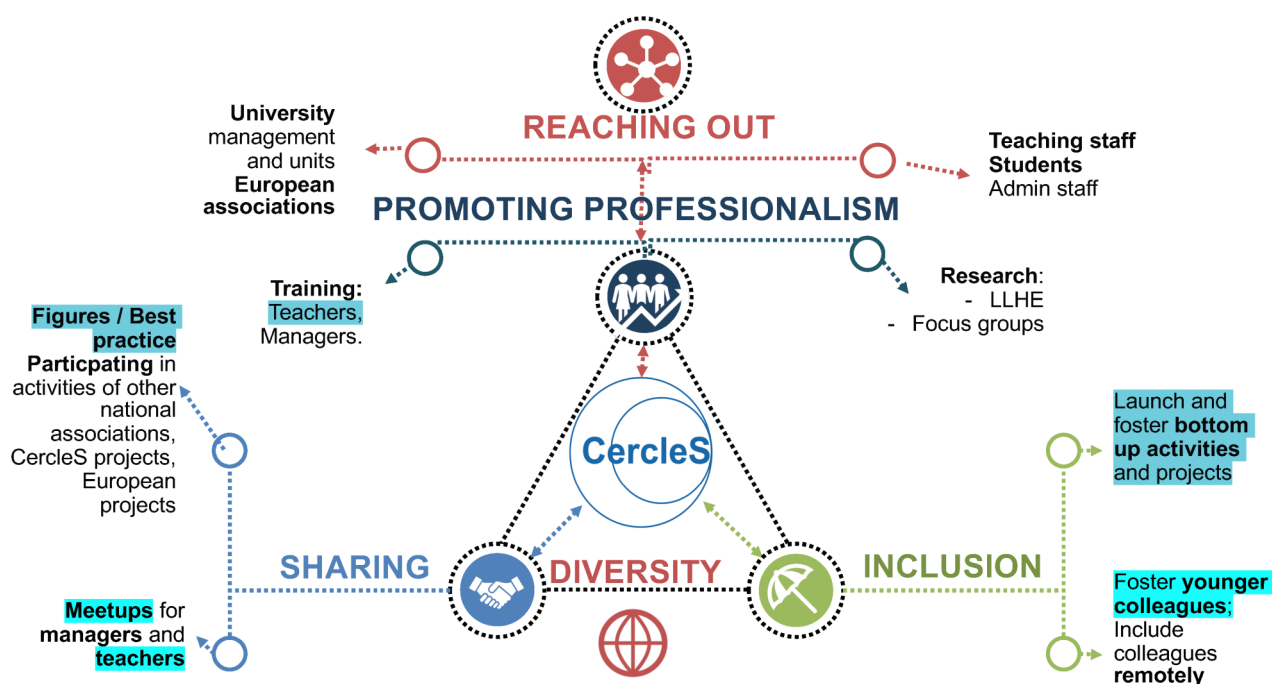 REACHING OUT
University
management
and units
European
associations
Teaching staff
Students
Admin staff
PROMOTING PROFESSIONALISM
Training:
Teachers,
Managers.
Research:
- LLHE
- Focus groups
Figures / Best
practice
Particpating in
activities of other
national
associations,
CercleS projects,
European
projects
CercleS
Launch and
foster bottom
up activities
and projects
SHARING
DIVERSITY
INCLUSION
Meetups for
managers and
teachers
Foster younger
colleagues;
Include
colleagues
remotely